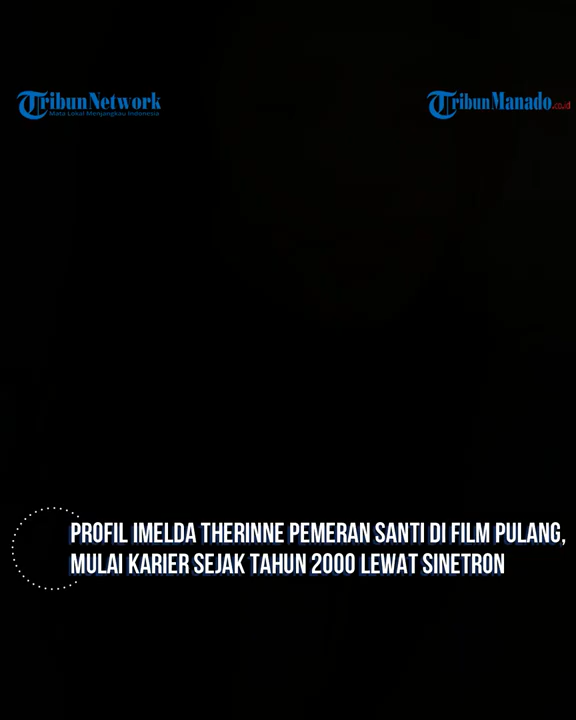 TribunNetwork
Mata Lokal Menjangkau Indonesia
TribunManado.co.id
PROFIL IMELDA THERINNE PEMERAN SANTI DI FILM PULANG,
MULAI KARIER SEJAK TAHUN 2000 LEWAT SINETRON